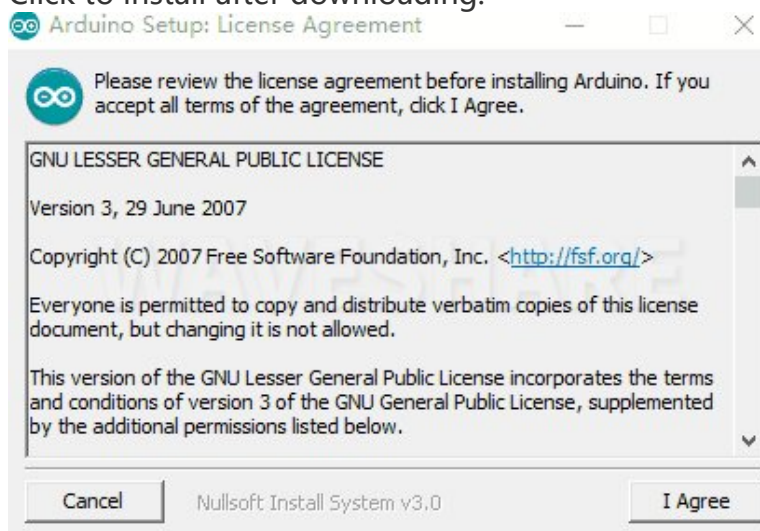 Click to install after downloading.
Arduino Setup: License Agreement
Please review the license agreement before installing Arduino. If you
accept all terms of the agreement, click I Agree.
GNU LESSER GENERAL PUBLIC LICENSE
Version 3, 29 June 2007
Copyright (C) 2007 Free Software Foundation, Inc. <http://fsf.org/>
WAVESHARE
Everyone is permitted to copy and distribute verbatim copies of this license
document, but changing it is not allowed.
This version of the GNU Lesser General Public License incorporates the terms
and conditions of version 3 of the GNU General Public License, supplemented
by the additional permissions listed below.
Cancel
Nullsoft Install System v3.0
I Agree